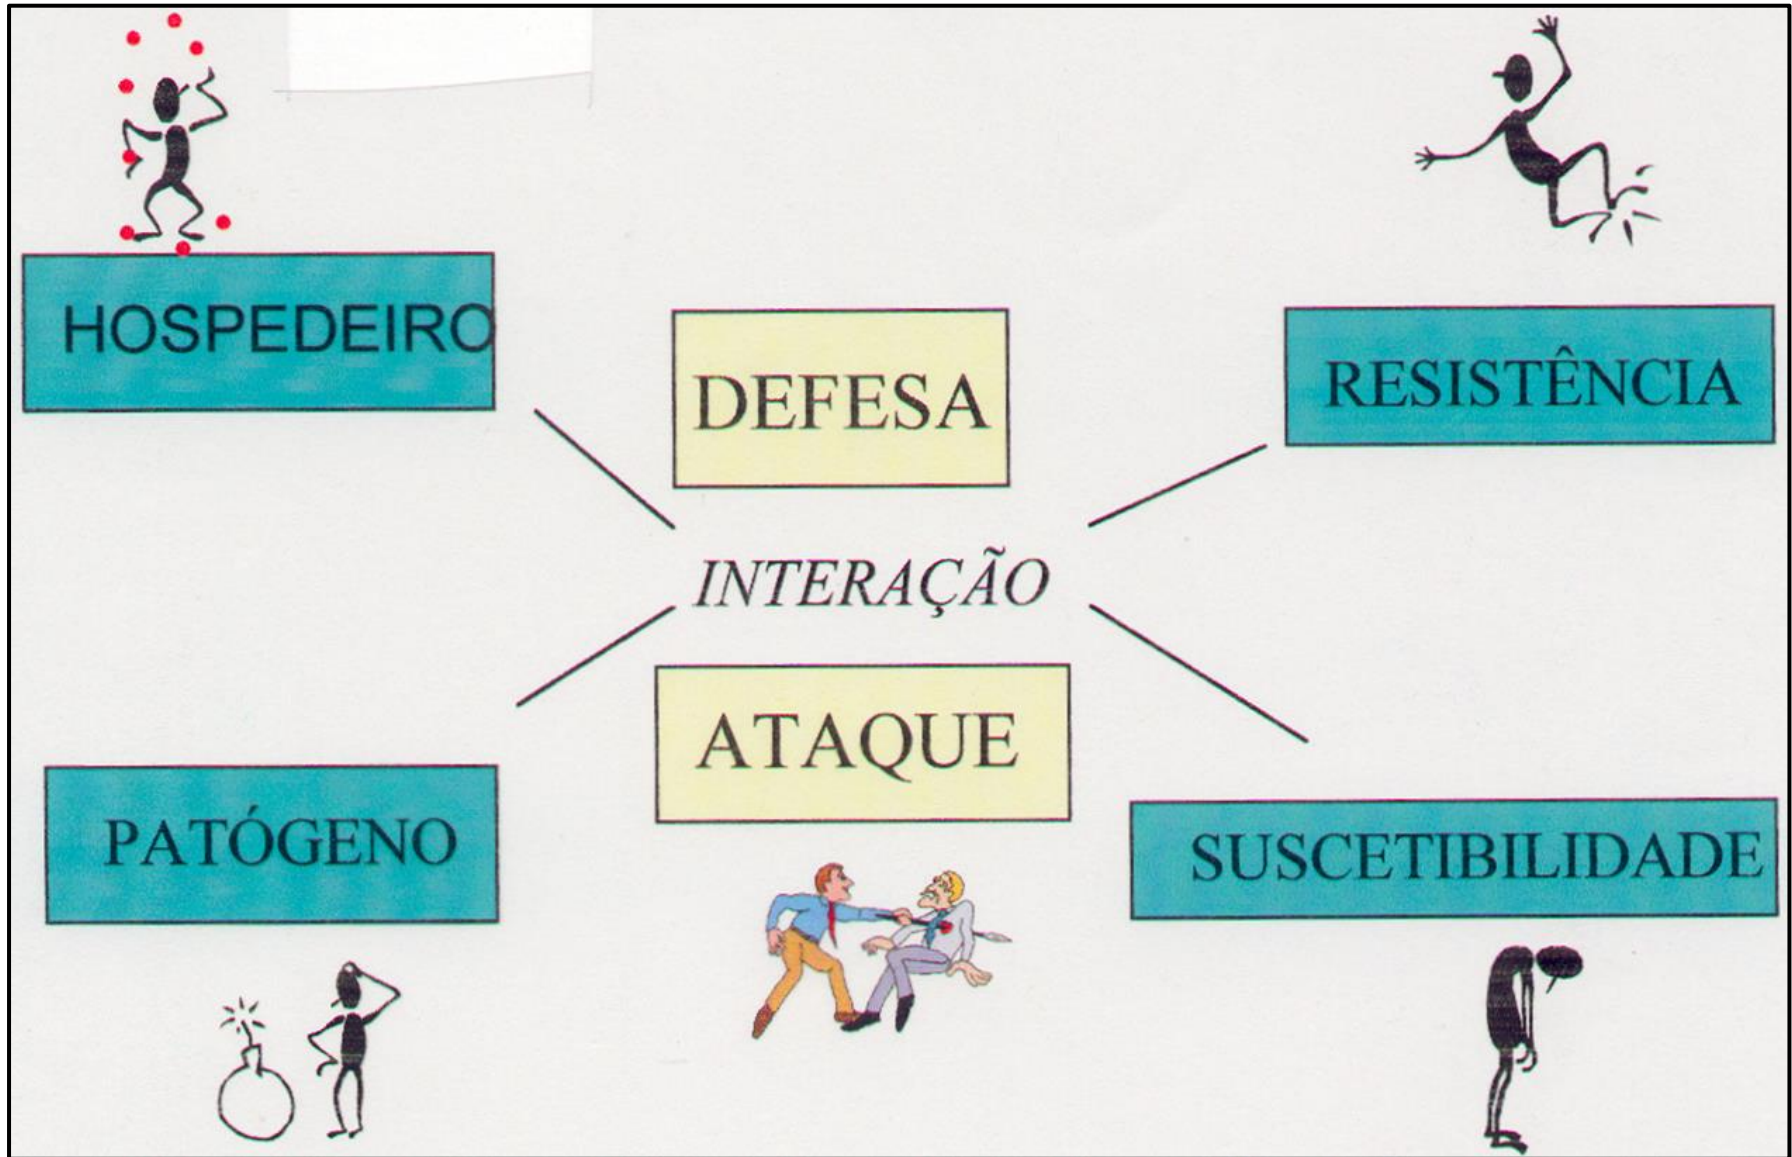 HOSPEDEIRO
DEFESA
RESISTÊNCIA
INTERAÇÃO
ATAQUE
PATÓGENO
SUSCETIBILIDADE